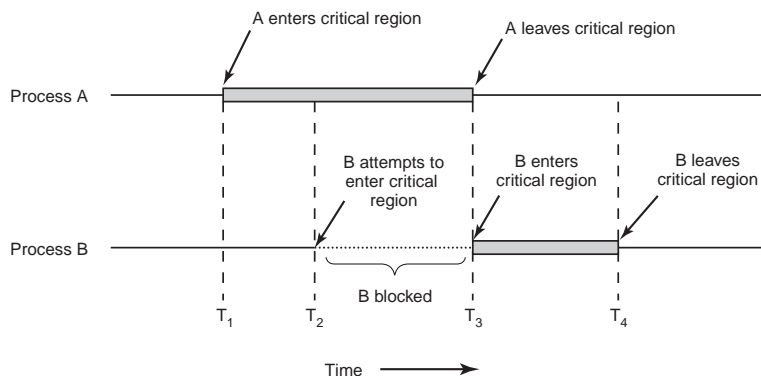 A enters critical region
A leaves critical region
Process A
B attempts to
enter critical
region
B enters
critical region
B leaves
critical region
Process B
B blocked
T1
T2
T3
T4
Time